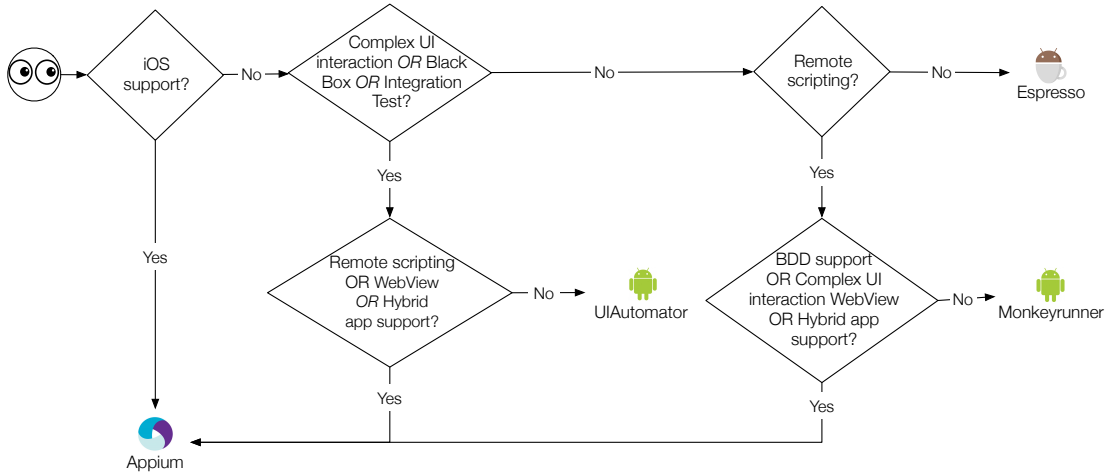 iOS
support?
No
Complex UI
interaction OR Black
Box OR Integration
Test?
No
Remote
scripting?
No
Espresso
Yes
Yes
Yes
Remote scripting
OR WebView
OR Hybrid
app support?
No
UIAutomator
BDD support
OR Complex UI
interaction WebView
OR Hybrid app
support?
No
Monkeyrunner
Yes
Yes
Appium